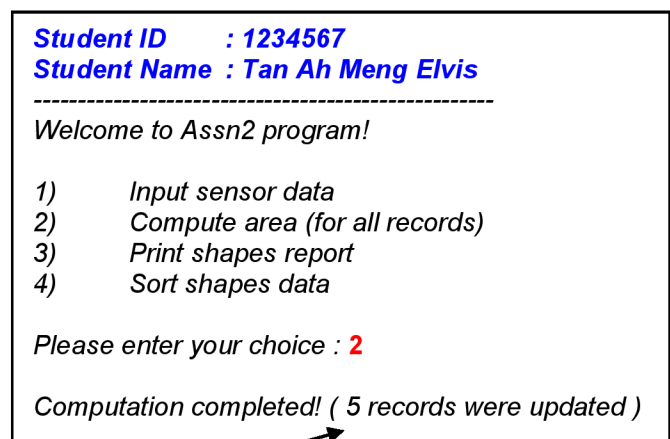 Student ID : 1234567
Student Name : Tan Ah Meng Elvis
----------------------------------------------------
Welcome to Assn2 program!
1) Input sensor data
2) Compute area (for all records)
3) Print shapes report
4) Sort shapes data
Please enter your choice : 2
Computation completed! ( 5 records were updated )